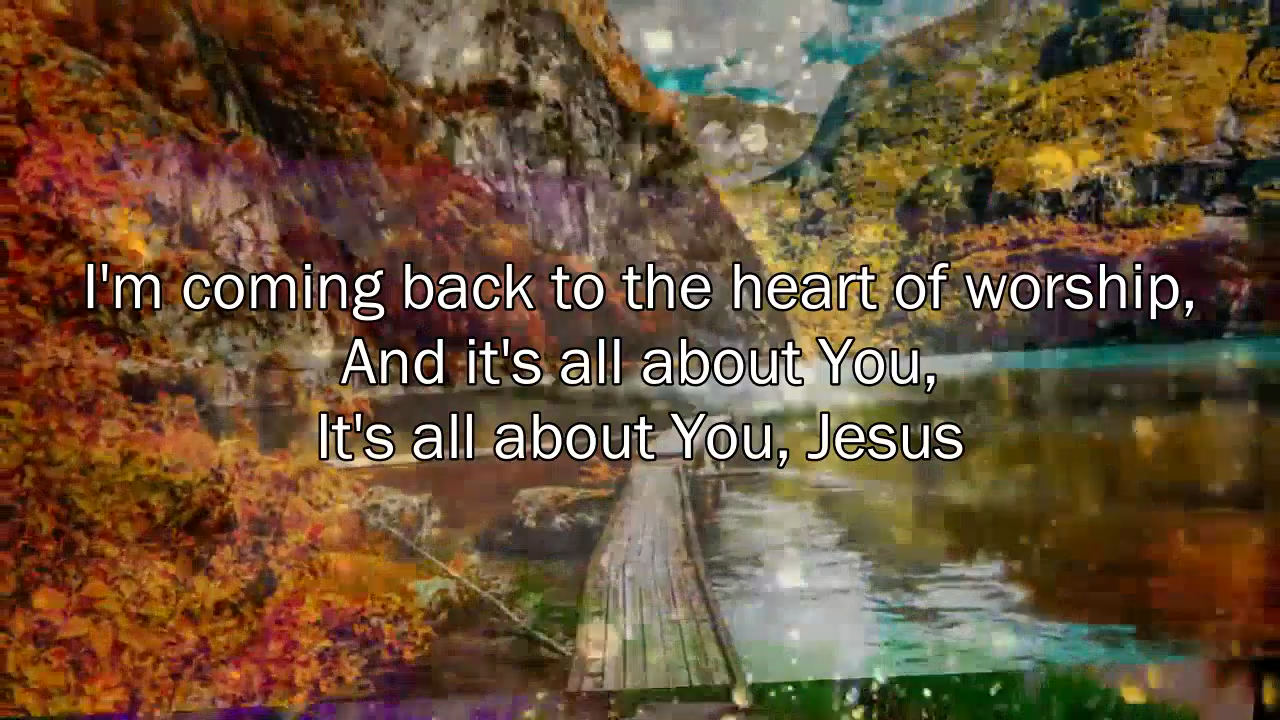 I'm coming back to the heart of worship,
And it's all about You,
It's all about You, Jesus